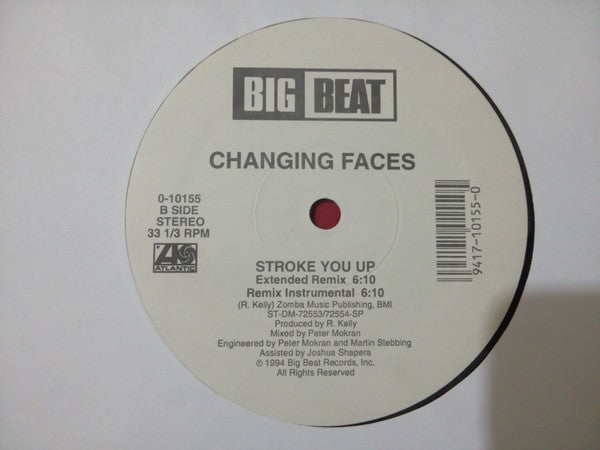 BIG BEAT
CHANGING FACES
0-10155
B SIDE
STEREO
33 1/3 RPM
ATLANTIC
9417-10155-0
STROKE YOU UP
Extended Remix 6:10
Remix Instrumental 6:10
(R. Kelly) Zomba Music Publishing, BMI
ST-DM-72553/72554-SP
Produced by R. Kelly
Mixed by Peter Mokran
Engineered by Peter Mokran and Martin Stebbing
Assisted by Joshua Shapera
℗ 1994 Big Beat Records, Inc.
All Rights Reserved